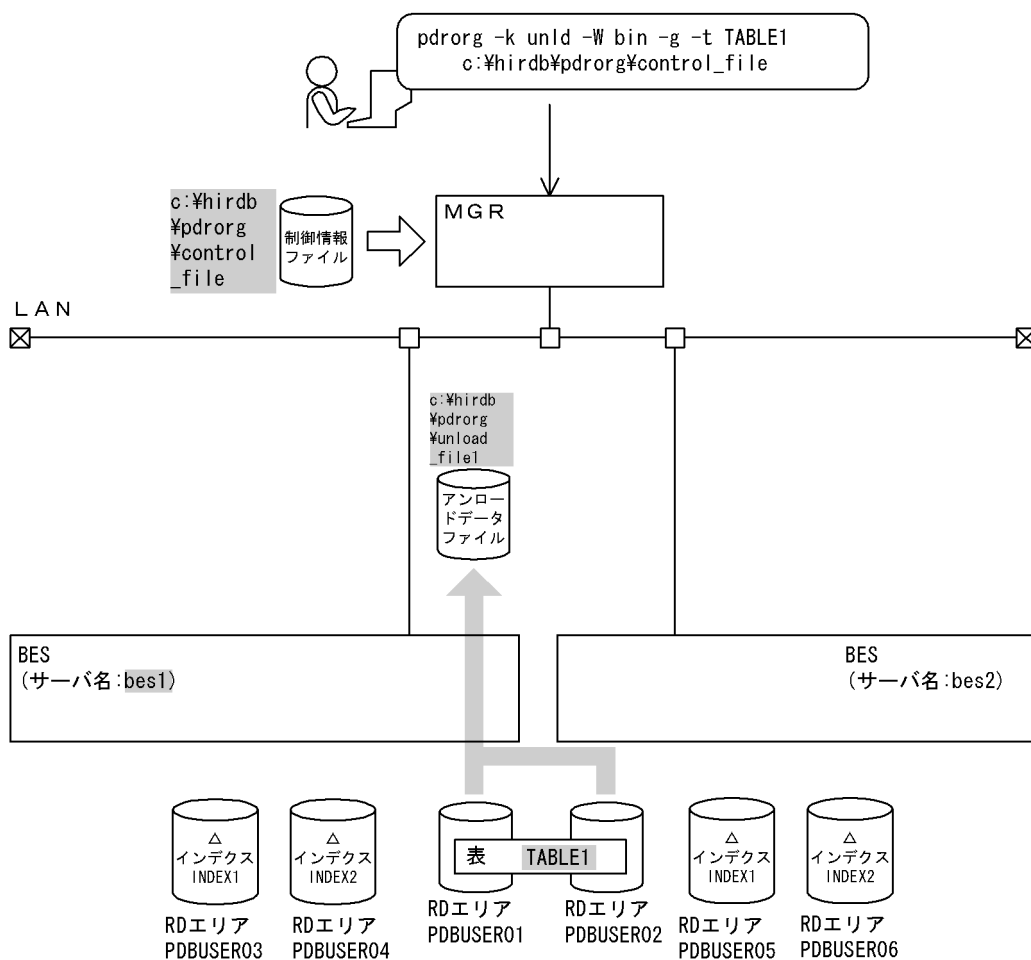 pdrorg -k unld -W bin -g -t TABLE1
c:¥hirdb¥pdrorg¥control_file
c:¥hirdb
¥pdrorg
¥control
_file
制御情報
ファイル
MGR
LAN
c:¥hirdb
¥pdrorg
¥unload
_file1
アンロー
ドデータ
ファイル
BES
(サーバ名:bes1)
BES
(サーバ名:bes2)
△
インデクス
INDEX1
△
インデクス
INDEX2
表 TABLE1
△
インデクス
INDEX1
△
インデクス
INDEX2
RDエリア
PDBUSER03
RDエリア
PDBUSER04
RDエリア
PDBUSER01
RDエリア
PDBUSER02
RDエリア
PDBUSER05
RDエリア
PDBUSER06